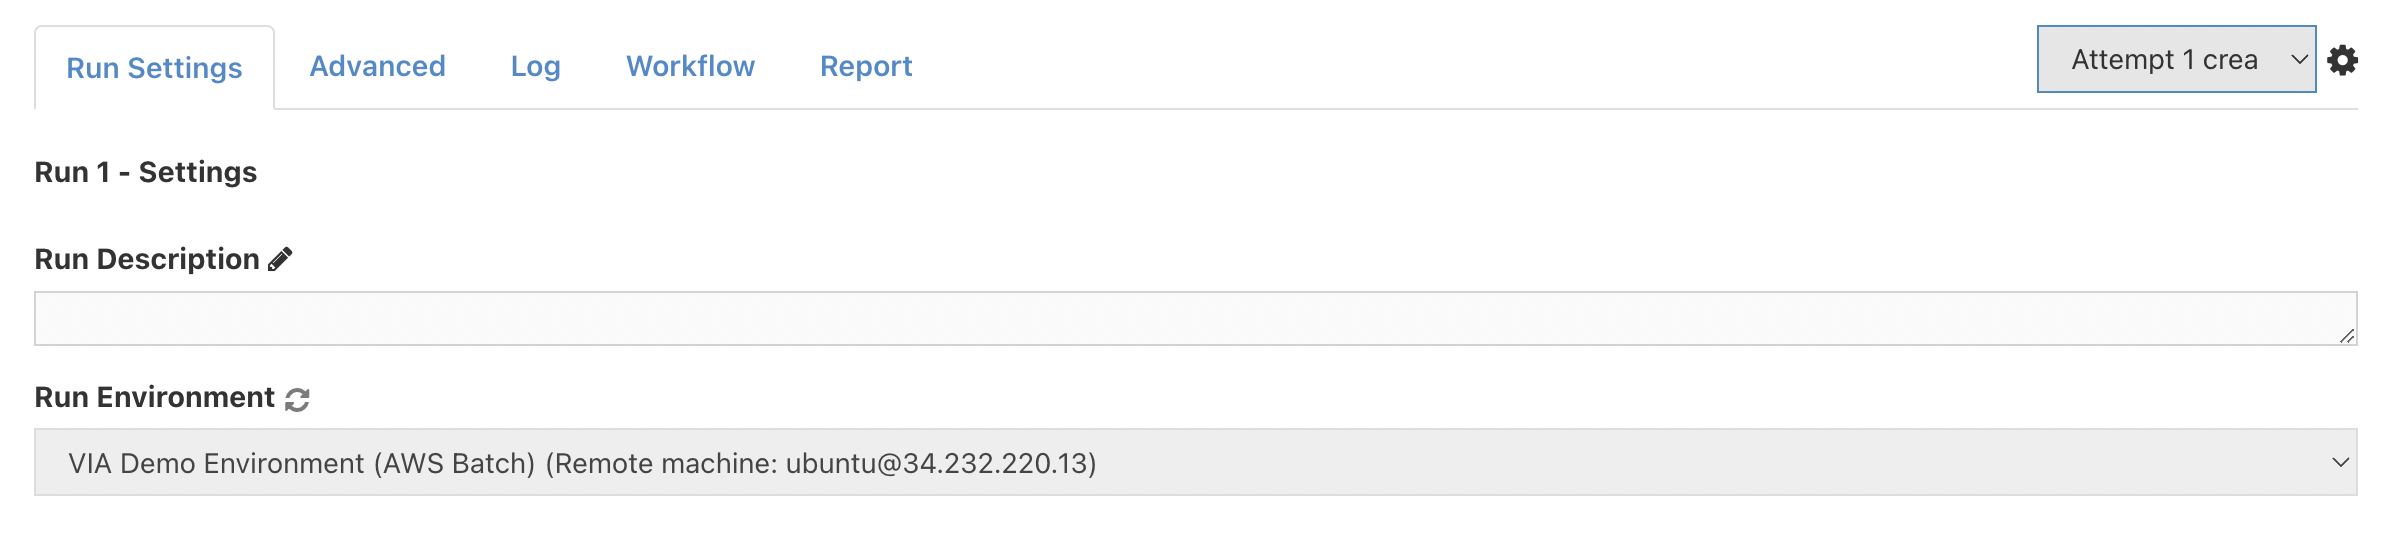 Run Settings Advanced Log Workflow Report Attempt 1 crea
Run 1 - Settings
Run Description
Run Environment
VIA Demo Environment (AWS Batch) (Remote machine: ubuntu@34.232.220.13)